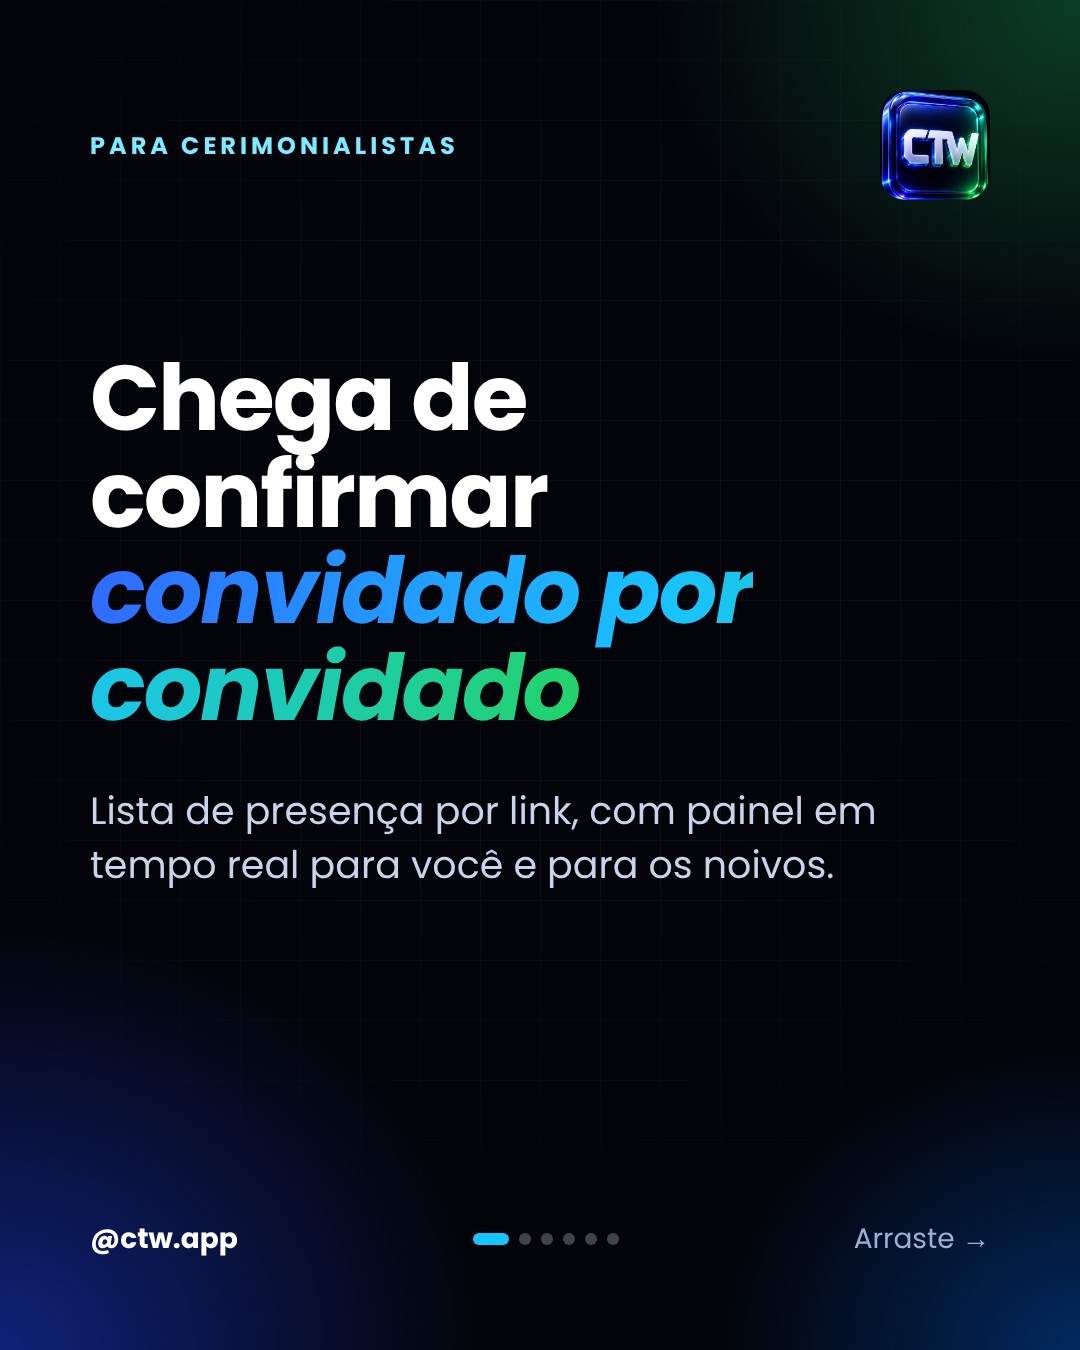 PARA CERIMONIALISTAS
CTW
Chega de
confirmar
convidado por
convidado
Lista de presença por link, com painel em
tempo real para você e para os noivos.
@ctw.app
Arraste →